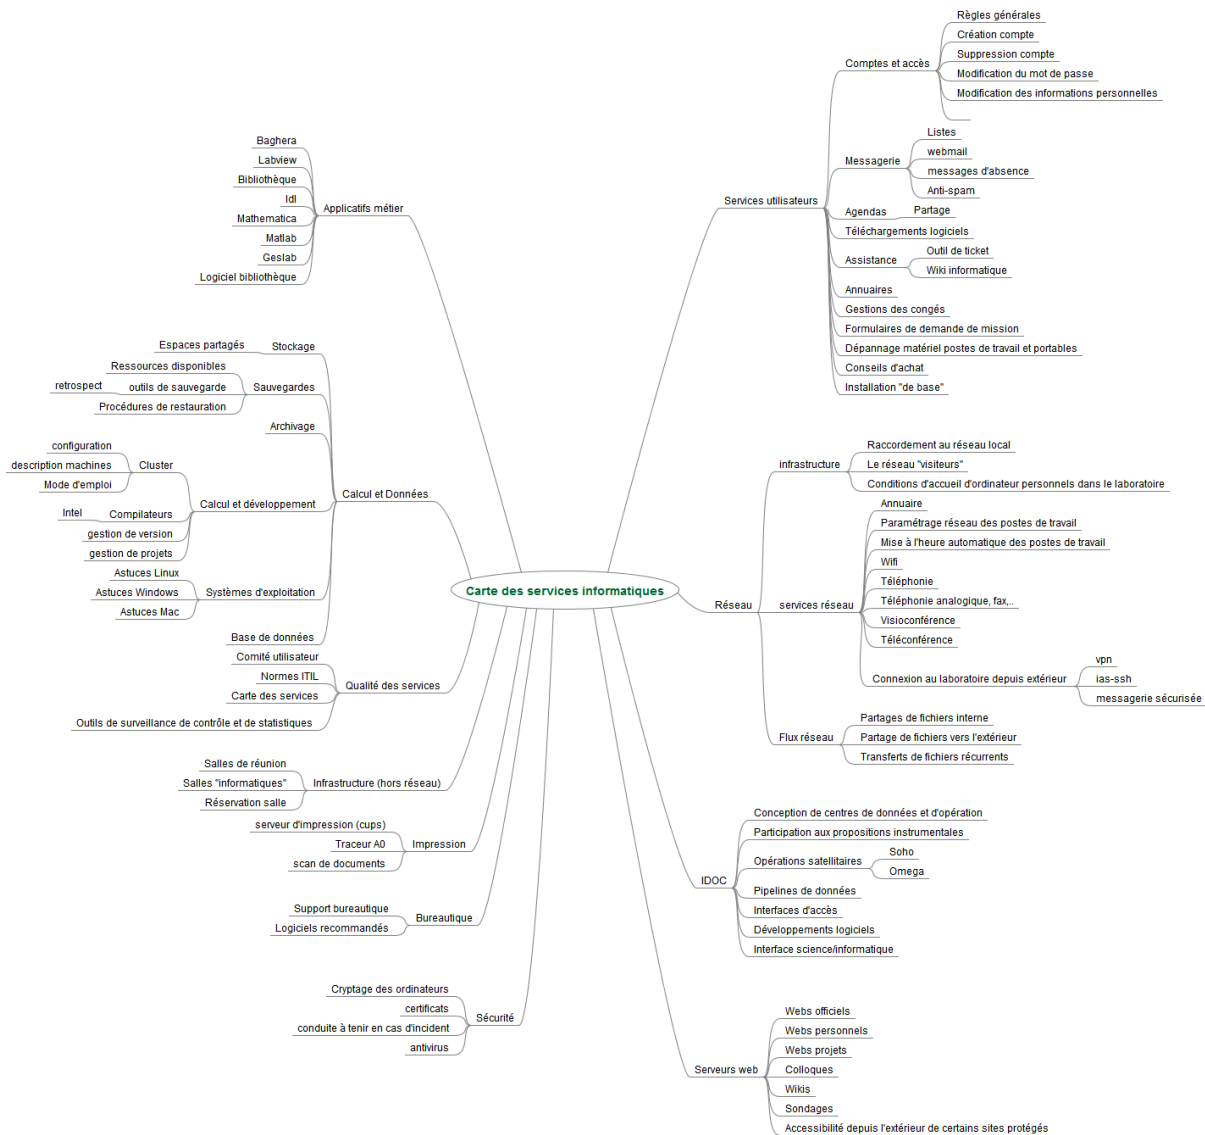 Carte des services informatiques
Services utilisateurs
Comptes et accès
Règles générales
Création compte
Suppression compte
Modification du mot de passe
Modification des informations personnelles
Messagerie
Listes
webmail
messages d'absence
Anti-spam
Agendas
Partage
Téléchargements logiciels
Assistance
Outil de ticket
Wiki informatique
Annuaires
Gestions des congés
Formulaires de demande de mission
Dépannage matériel postes de travail et portables
Conseils d'achat
Installation "de base"
Réseau
infrastructure
Raccordement au réseau local
Le réseau "visiteurs"
Conditions d'accueil d'ordinateur personnels dans le laboratoire
services réseau
Annuaire
Paramétrage réseau des postes de travail
Mise à l'heure automatique des postes de travail
Wifi
Téléphonie
Téléphonie analogique, fax,..
Visioconférence
Téléconférence
Connexion au laboratoire depuis extérieur
vpn
ias-ssh
messagerie sécurisée
Flux réseau
Partages de fichiers interne
Partage de fichiers vers l'extérieur
Transferts de fichiers récurrents
IDOC
Conception de centres de données et d'opération
Participation aux propositions instrumentales
Opérations satellitaires
Soho
Omega
Pipelines de données
Interfaces d'accès
Développements logiciels
Interface science/informatique
Serveurs web
Webs officiels
Webs personnels
Webs projets
Colloques
Wikis
Sondages
Accessibilité depuis l'extérieur de certains sites protégés
Applicatifs métier
Baghera
Labview
Bibliothèque
Idl
Mathematica
Matlab
Geslab
Logiciel bibliothèque
Calcul et Données
Stockage
Espaces partagés
Sauvegardes
Ressources disponibles
outils de sauvegarde
retrospect
Procédures de restauration
Archivage
Calcul et développement
Cluster
configuration
description machines
Mode d'emploi
Compilateurs
Intel
gestion de version
gestion de projets
Systèmes d'exploitation
Astuces Linux
Astuces Windows
Astuces Mac
Base de données
Qualité des services
Comité utilisateur
Normes ITIL
Carte des services
Outils de surveillance de contrôle et de statistiques
Infrastructure (hors réseau)
Salles de réunion
Salles "informatiques"
Réservation salle
Impression
serveur d'impression (cups)
Traceur A0
scan de documents
Bureautique
Support bureautique
Logiciels recommandés
Sécurité
Cryptage des ordinateurs
certificats
conduite à tenir en cas d'incident
antivirus